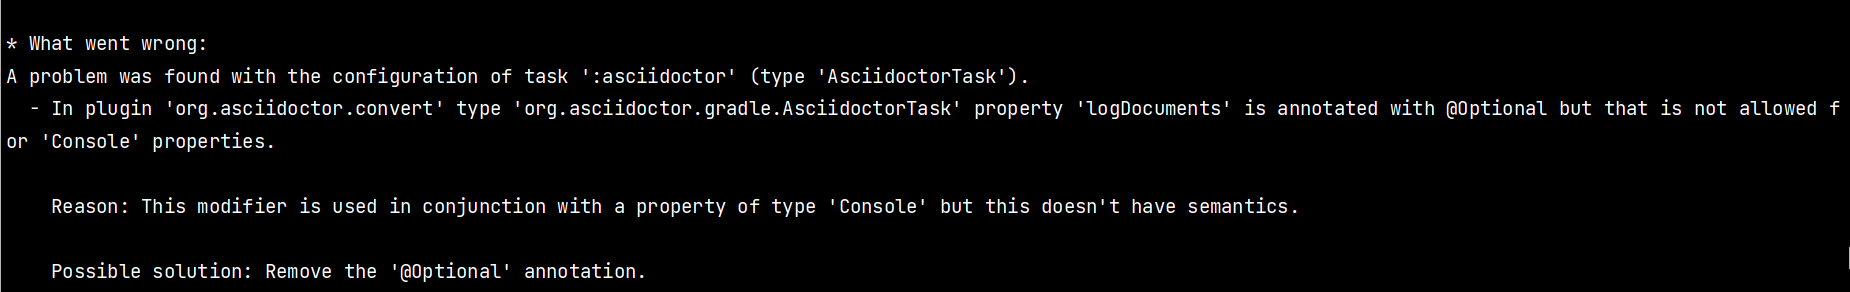 * What went wrong:
A problem was found with the configuration of task ':asciidoctor' (type 'AsciidoctorTask').
  - In plugin 'org.asciidoctor.convert' type 'org.asciidoctor.gradle.AsciidoctorTask' property 'logDocuments' is annotated with @Optional but that is not allowed f
or 'Console' properties.
    Reason: This modifier is used in conjunction with a property of type 'Console' but this doesn't have semantics.
    Possible solution: Remove the '@Optional' annotation.